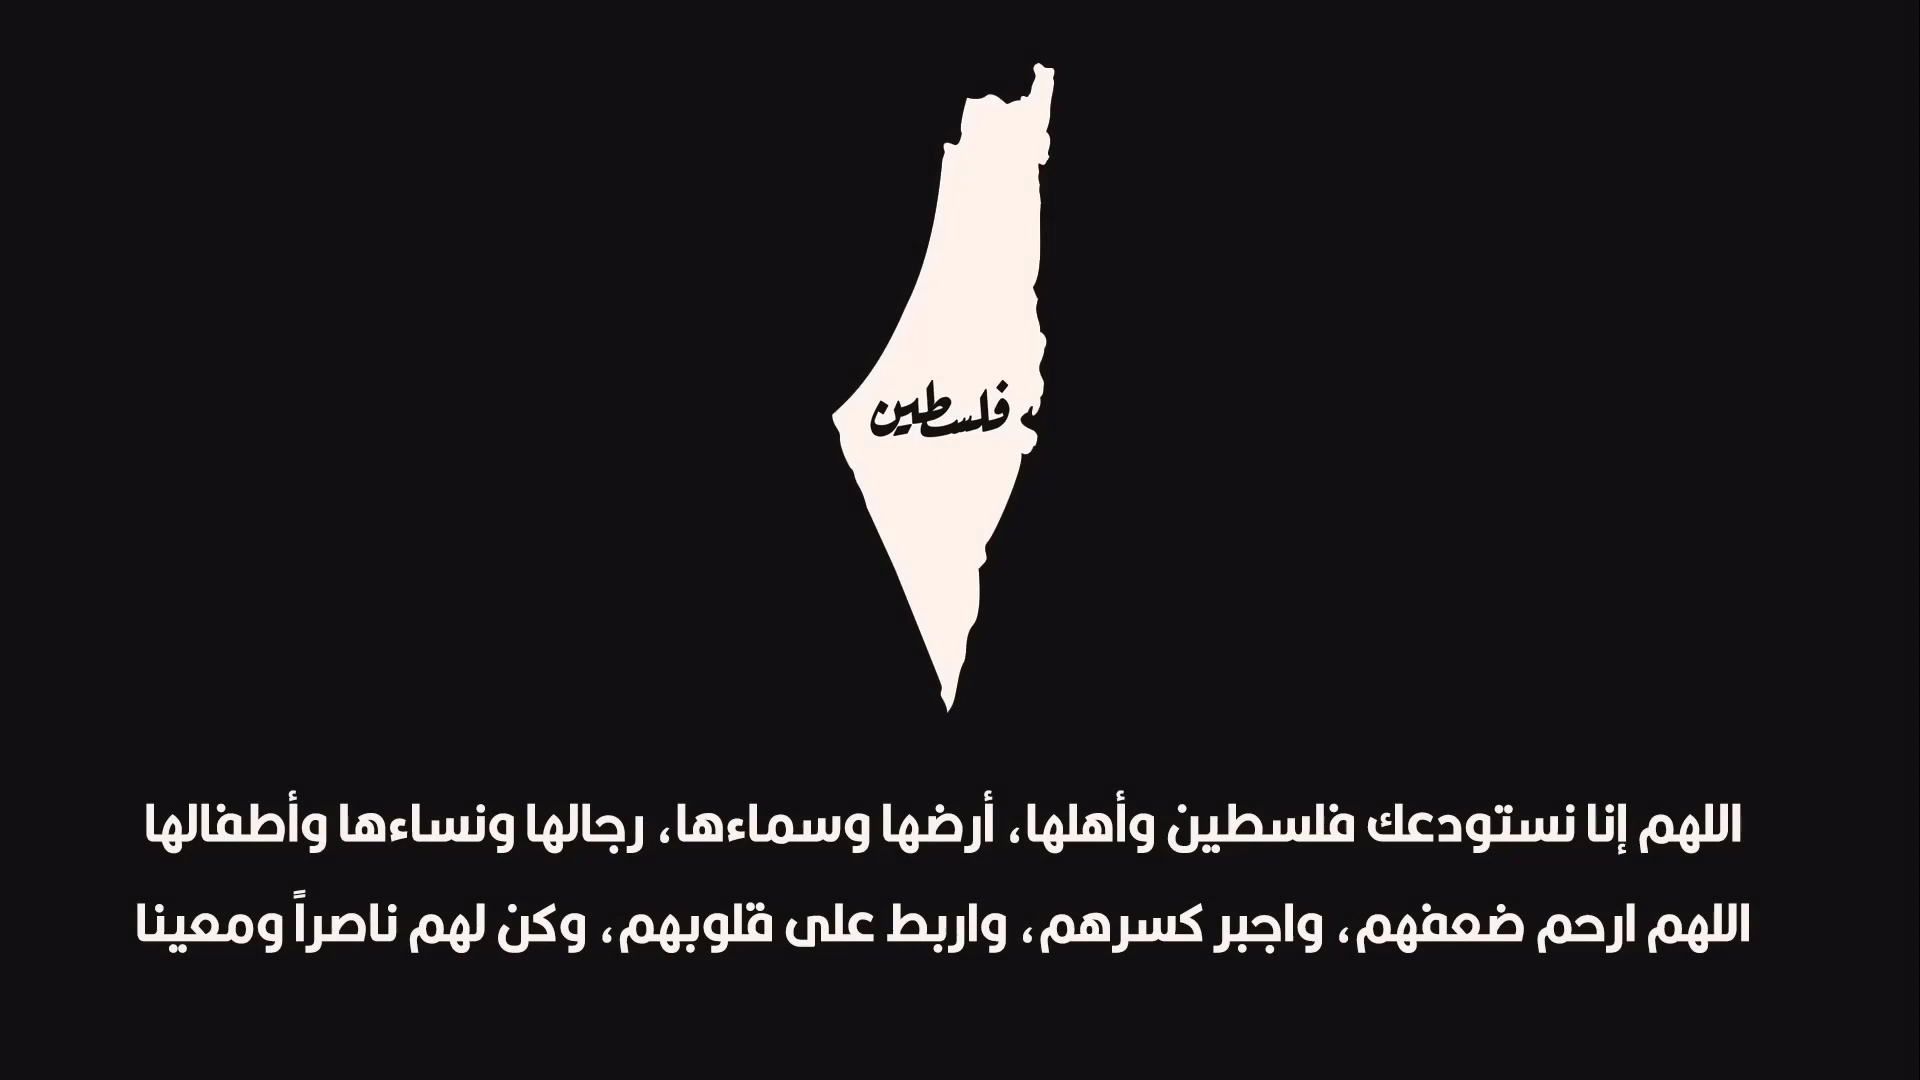 فلسطين
اللهم إنا نستودعك فلسطين وأهلها، أرضها وسماءها، رجالها ونساءها وأطفالها
اللهم ارحم ضعفهم، واجبر كسرهم، واربط على قلوبهم، وكن لهم ناصراً ومعينا